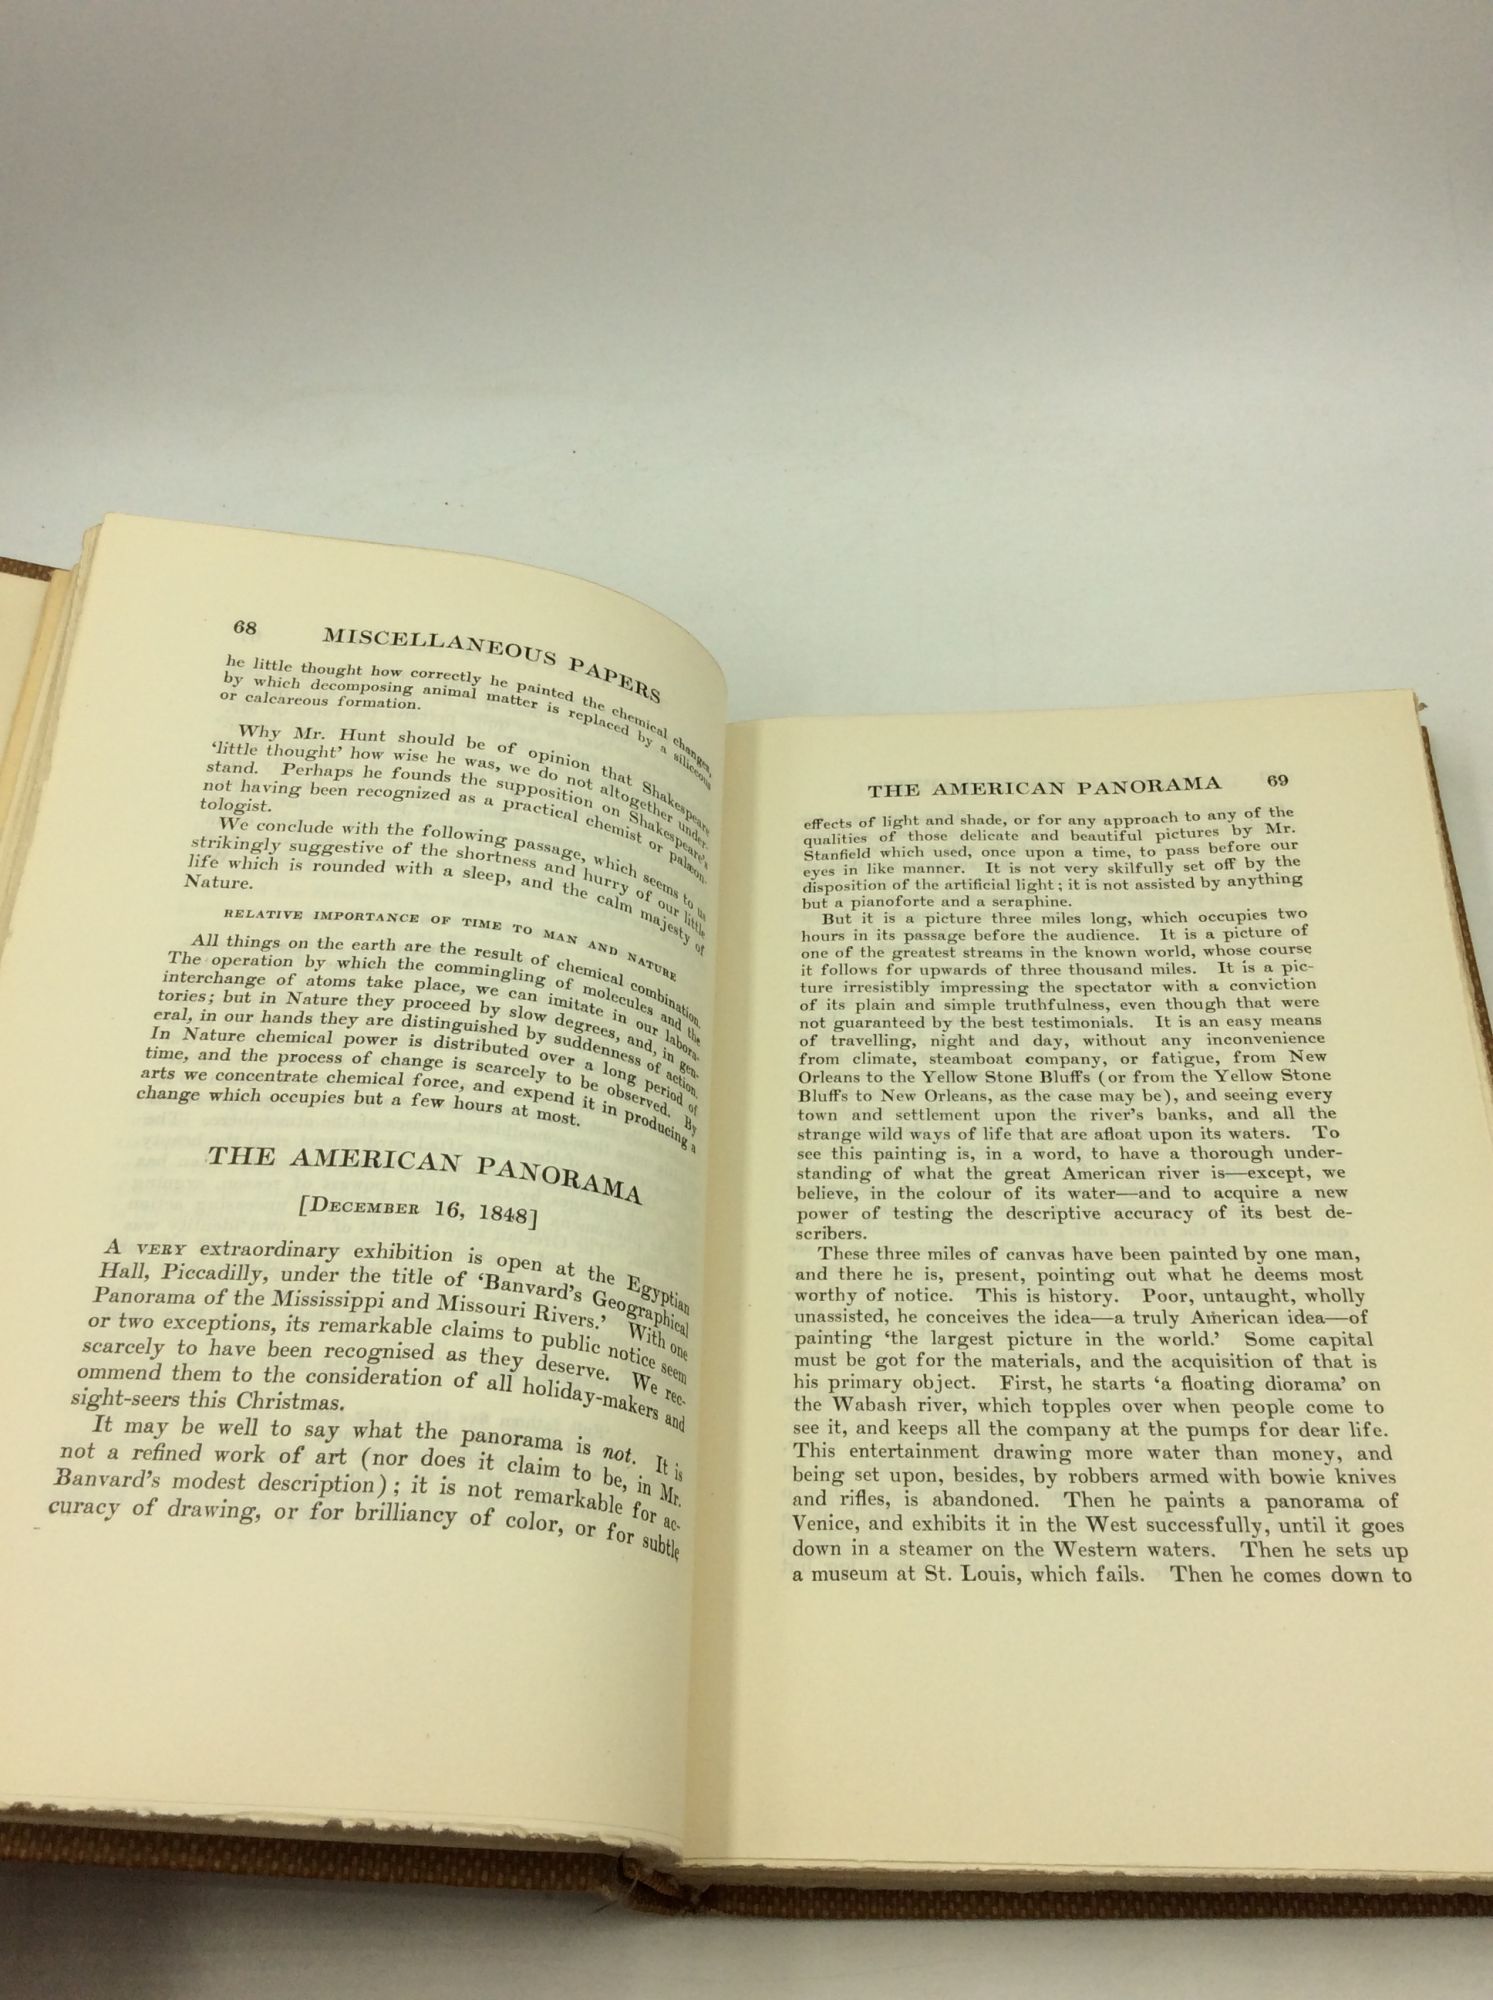 68 MISCELLANEOUS PAPERS
he little thought how correctly he painted the chemical changes,
by which decomposing animal matter is replaced by a siliceous
or calcareous formation.
Why Mr. Hunt should be of opinion that Shakespeare
'little thought' how wise he was, we do not altogether under-
stand. Perhaps he founds the supposition on Shakespeare's
not having been recognized as a practical chemist or palæon-
tologist.
We conclude with the following passage, which seems to us
strikingly suggestive of the shortness and hurry of our little
life which is rounded with a sleep, and the calm majesty of
Nature.
RELATIVE IMPORTANCE OF TIME TO MAN AND NATURE
All things on the earth are the result of chemical combination.
The operation by which the commingling of molecules and the
interchange of atoms take place, we can imitate in our labora-
tories; but in Nature they proceed by slow degrees, and, in gen-
eral, in our hands they are distinguished by suddenness of action.
In Nature chemical power is distributed over a long period of
time, and the process of change is scarcely to be observed. By
arts we concentrate chemical force, and expend it in producing a
change which occupies but a few hours at most.
THE AMERICAN PANORAMA
[DECEMBER 16, 1848]
A VERY extraordinary exhibition is open at the Egyptian
Hall, Piccadilly, under the title of 'Banvard's Geographical
Panorama of the Mississippi and Missouri Rivers.' With one
or two exceptions, its remarkable claims to public notice seem
scarcely to have been recognised as they deserve. We rec-
ommend them to the consideration of all holiday-makers and
sight-seers this Christmas.
It may be well to say what the panorama is not. It is
not a refined work of art (nor does it claim to be, in Mr.
Banvard's modest description); it is not remarkable for ac-
curacy of drawing, or for brilliancy of color, or for subtle
THE AMERICAN PANORAMA 69
effects of light and shade, or for any approach to any of the
qualities of those delicate and beautiful pictures by Mr.
Stanfield which used, once upon a time, to pass before our
eyes in like manner. It is not very skilfully set off by the
disposition of the artificial light; it is not assisted by anything
but a pianoforte and a seraphine.
But it is a picture three miles long, which occupies two
hours in its passage before the audience. It is a picture of
one of the greatest streams in the known world, whose course
it follows for upwards of three thousand miles. It is a pic-
ture irresistibly impressing the spectator with a conviction
of its plain and simple truthfulness, even though that were
not guaranteed by the best testimonials. It is an easy means
of travelling, night and day, without any inconvenience
from climate, steamboat company, or fatigue, from New
Orleans to the Yellow Stone Bluffs (or from the Yellow Stone
Bluffs to New Orleans, as the case may be), and seeing every
town and settlement upon the river's banks, and all the
strange wild ways of life that are afloat upon its waters. To
see this painting is, in a word, to have a thorough under-
standing of what the great American river is—except, we
believe, in the colour of its water—and to acquire a new
power of testing the descriptive accuracy of its best de-
scribers.
These three miles of canvas have been painted by one man,
and there he is, present, pointing out what he deems most
worthy of notice. This is history. Poor, untaught, wholly
unassisted, he conceives the idea—a truly American idea—of
painting 'the largest picture in the world.' Some capital
must be got for the materials, and the acquisition of that is
his primary object. First, he starts 'a floating diorama' on
the Wabash river, which topples over when people come to
see it, and keeps all the company at the pumps for dear life.
This entertainment drawing more water than money, and
being set upon, besides, by robbers armed with bowie knives
and rifles, is abandoned. Then he paints a panorama of
Venice, and exhibits it in the West successfully, until it goes
down in a steamer on the Western waters. Then he sets up
a museum at St. Louis, which fails. Then he comes down to